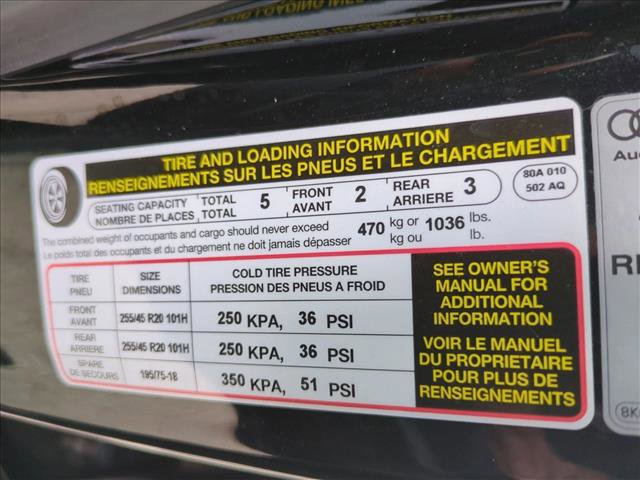 TIRE AND LOADING INFORMATION
RENSEIGNEMENTS SUR LES PNEUS ET LE CHARGEMENT
SEATING CAPACITY TOTAL 5 FRONT 2 REAR 3
NOMBRE DE PLACES TOTAL AVANT ARRIERE
80A 010
502 AQ
The combined weight of occupants and cargo should never exceed 470 kg or 1036 lbs.
Le poids total des occupants et du chargement ne doit jamais dépasser kg ou lb.
TIRE SIZE COLD TIRE PRESSURE
PNEU DIMENSIONS PRESSION DES PNEUS A FROID
FRONT
AVANT 255/45 R20 101H 250 KPA, 36 PSI
REAR
ARRIERE 255/45 R20 101H 250 KPA, 36 PSI
SPARE
DE SECOURS 195/75-18 350 KPA, 51 PSI
SEE OWNER'S
MANUAL FOR
ADDITIONAL
INFORMATION
VOIR LE MANUEL
DU PROPRIETAIRE
POUR PLUS DE
RENSEIGNEMENTS